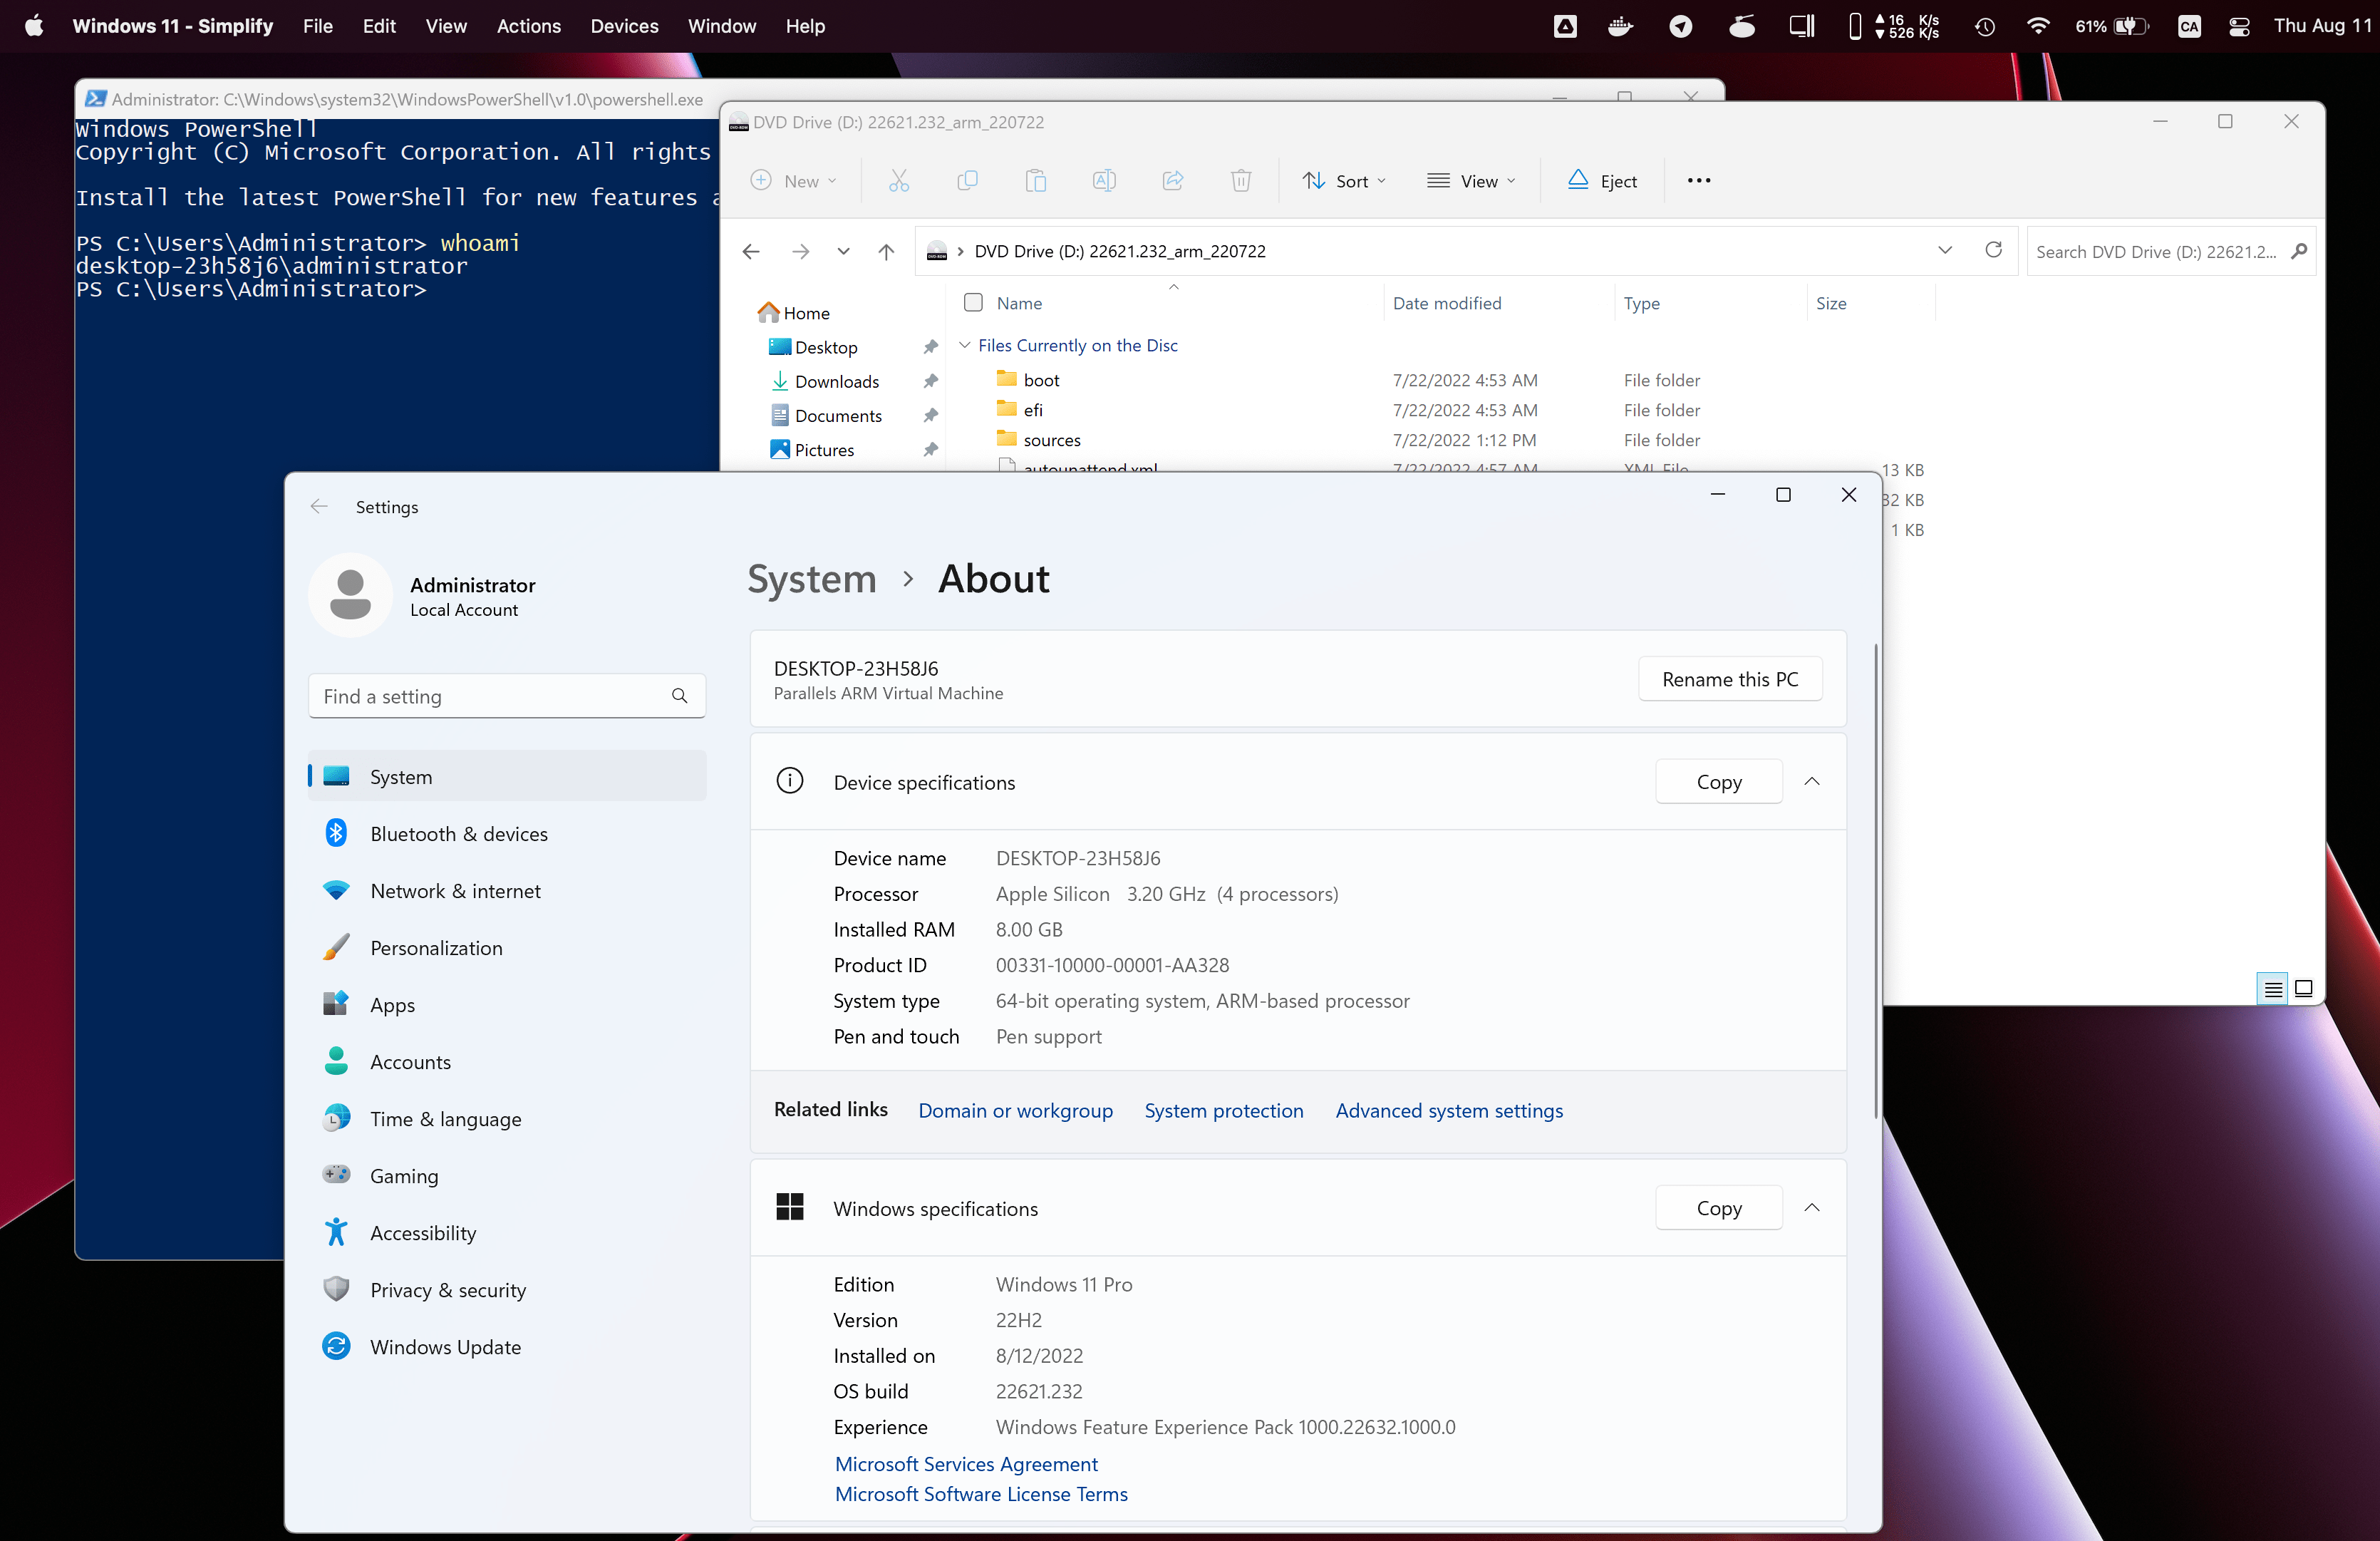 Windows 11 - Simplify File Edit View Actions Devices Window Help
16 K/s
526 K/s
61% CA Thu Aug 11
Administrator: C:\Windows\system32\WindowsPowerShell\v1.0\powershell.exe
Windows PowerShell
Copyright (C) Microsoft Corporation. All rights
Install the latest PowerShell for new features
PS C:\Users\Administrator> whoami
desktop-23h58j6\administrator
PS C:\Users\Administrator>
DVD Drive (D:) 22621.232_arm_220722
New Sort View Eject
DVD Drive (D:) 22621.232_arm_220722
Search DVD Drive (D:) 22621.2...
Home
Desktop
Downloads
Documents
Pictures
Name Date modified Type Size
Files Currently on the Disc
boot 7/22/2022 4:53 AM File folder
efi 7/22/2022 4:53 AM File folder
sources 7/22/2022 1:12 PM File folder
autounattend.xml 7/22/2022 4:57 AM XML File 13 KB
32 KB
1 KB
Settings
Administrator
Local Account
Find a setting
System
Bluetooth & devices
Network & internet
Personalization
Apps
Accounts
Time & language
Gaming
Accessibility
Privacy & security
Windows Update
System > About
DESKTOP-23H58J6
Parallels ARM Virtual Machine
Rename this PC
Device specifications
Copy
Device name DESKTOP-23H58J6
Processor Apple Silicon 3.20 GHz (4 processors)
Installed RAM 8.00 GB
Product ID 00331-10000-00001-AA328
System type 64-bit operating system, ARM-based processor
Pen and touch Pen support
Related links Domain or workgroup System protection Advanced system settings
Windows specifications
Copy
Edition Windows 11 Pro
Version 22H2
Installed on 8/12/2022
OS build 22621.232
Experience Windows Feature Experience Pack 1000.22632.1000.0
Microsoft Services Agreement
Microsoft Software License Terms